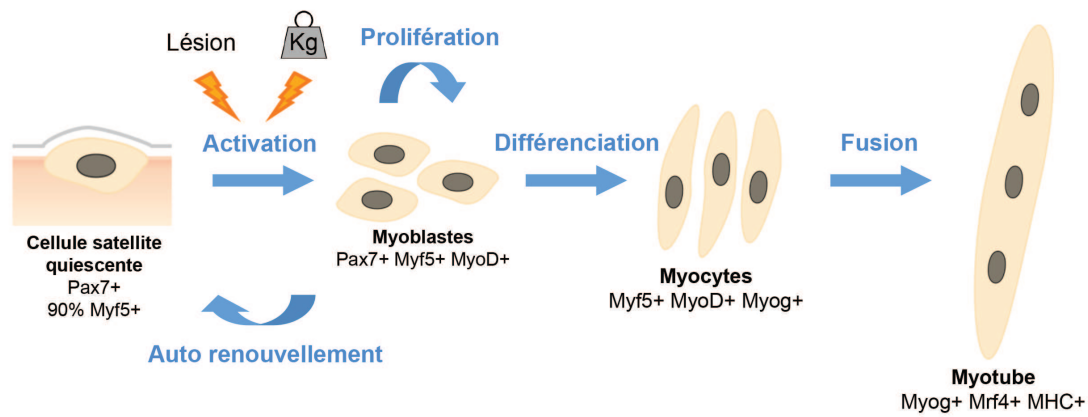 Lésion
Kg
Prolifération
Activation
Différenciation
Fusion
Cellule satellite
quiescente
Pax7+
90% Myf5+
Myoblastes
Pax7+ Myf5+ MyoD+
Myocytes
Myf5+ MyoD+ Myog+
Auto renouvellement
Myotube
Myog+ Mrf4+ MHC+